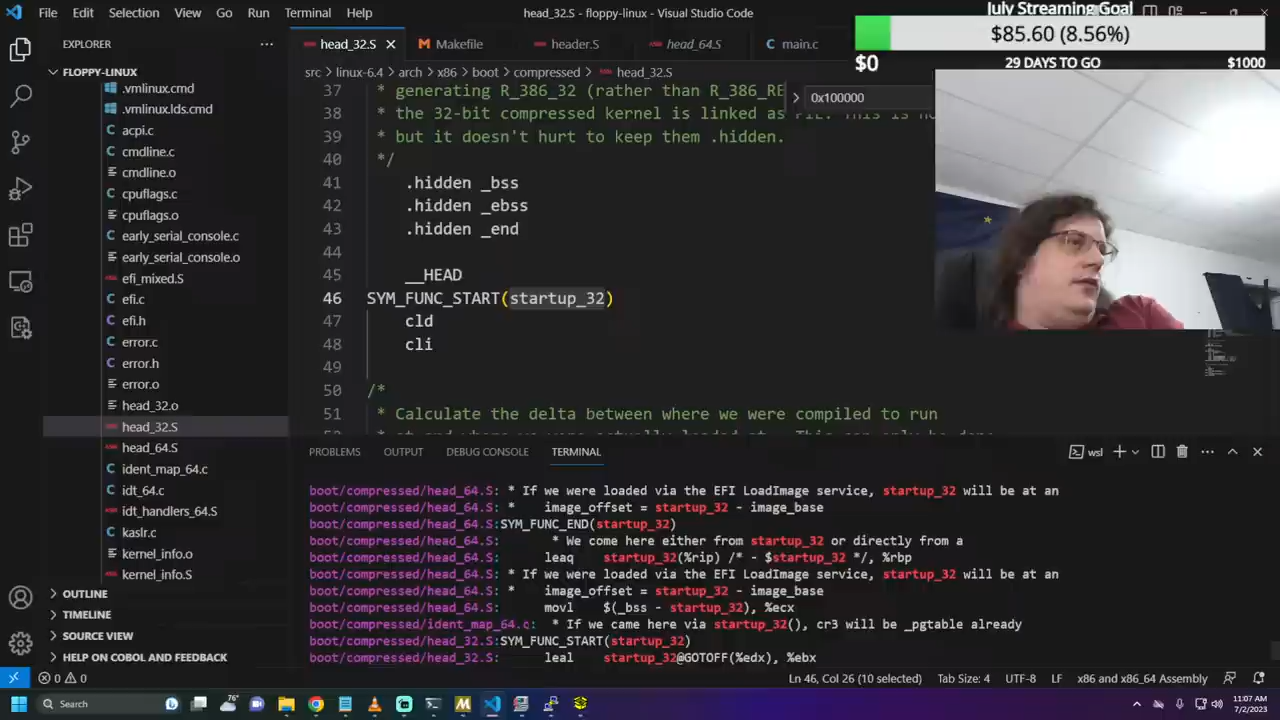 File Edit Selection View Go Run Terminal Help
head_32.S - floppy-linux - Visual Studio Code
July Streaming Goal
$85.60 (8.56%)
$0 29 DAYS TO GO $1000
EXPLORER
FLOPPY-LINUX
.vmlinux.cmd
.vmlinux.lds.cmd
acpi.c
cmdline.c
cmdline.o
cpuflags.c
cpuflags.o
early_serial_console.c
early_serial_console.o
efi_mixed.S
efi.c
efi.h
error.c
error.h
error.o
head_32.o
head_32.S
head_64.S
ident_map_64.c
idt_64.c
idt_handlers_64.S
kaslr.c
kernel_info.o
kernel_info.S
OUTLINE
TIMELINE
SOURCE VIEW
HELP ON COBOL AND FEEDBACK
head_32.S Makefile header.S head_64.S main.c
src > linux-6.4 > arch > x86 > boot > compressed > head_32.S
0x100000
37 * generating R_386_32 (rather than R_386_RE
38 * the 32-bit compressed kernel is linked as PIE. This is no
39 * but it doesn't hurt to keep them .hidden.
40 */
41 .hidden _bss
42 .hidden _ebss
43 .hidden _end
44
45 __HEAD
46 SYM_FUNC_START(startup_32)
47 cld
48 cli
49
50 /*
51 * Calculate the delta between where we were compiled to run
PROBLEMS OUTPUT DEBUG CONSOLE TERMINAL
wsl
boot/compressed/head_64.S: * If we were loaded via the EFI LoadImage service, startup_32 will be at an
boot/compressed/head_64.S: * image_offset = startup_32 - image_base
boot/compressed/head_64.S:SYM_FUNC_END(startup_32)
boot/compressed/head_64.S: * We come here either from startup_32 or directly from a
boot/compressed/head_64.S: leaq startup_32(%rip) /* - $startup_32 */, %rbp
boot/compressed/head_64.S: * If we were loaded via the EFI LoadImage service, startup_32 will be at an
boot/compressed/head_64.S: * image_offset = startup_32 - image_base
boot/compressed/head_64.S: movl $(_bss - startup_32), %ecx
boot/compressed/ident_map_64.c: * If we came here via startup_32(), cr3 will be _pgtable already
boot/compressed/head_32.S:SYM_FUNC_START(startup_32)
boot/compressed/head_32.S: leal startup_32@GOTOFF(%edx), %ebx
0 0 Ln 46, Col 26 (10 selected) Tab Size: 4 UTF-8 LF x86 and x86_64 Assembly
Search
76°
11:07 AM
7/2/2023